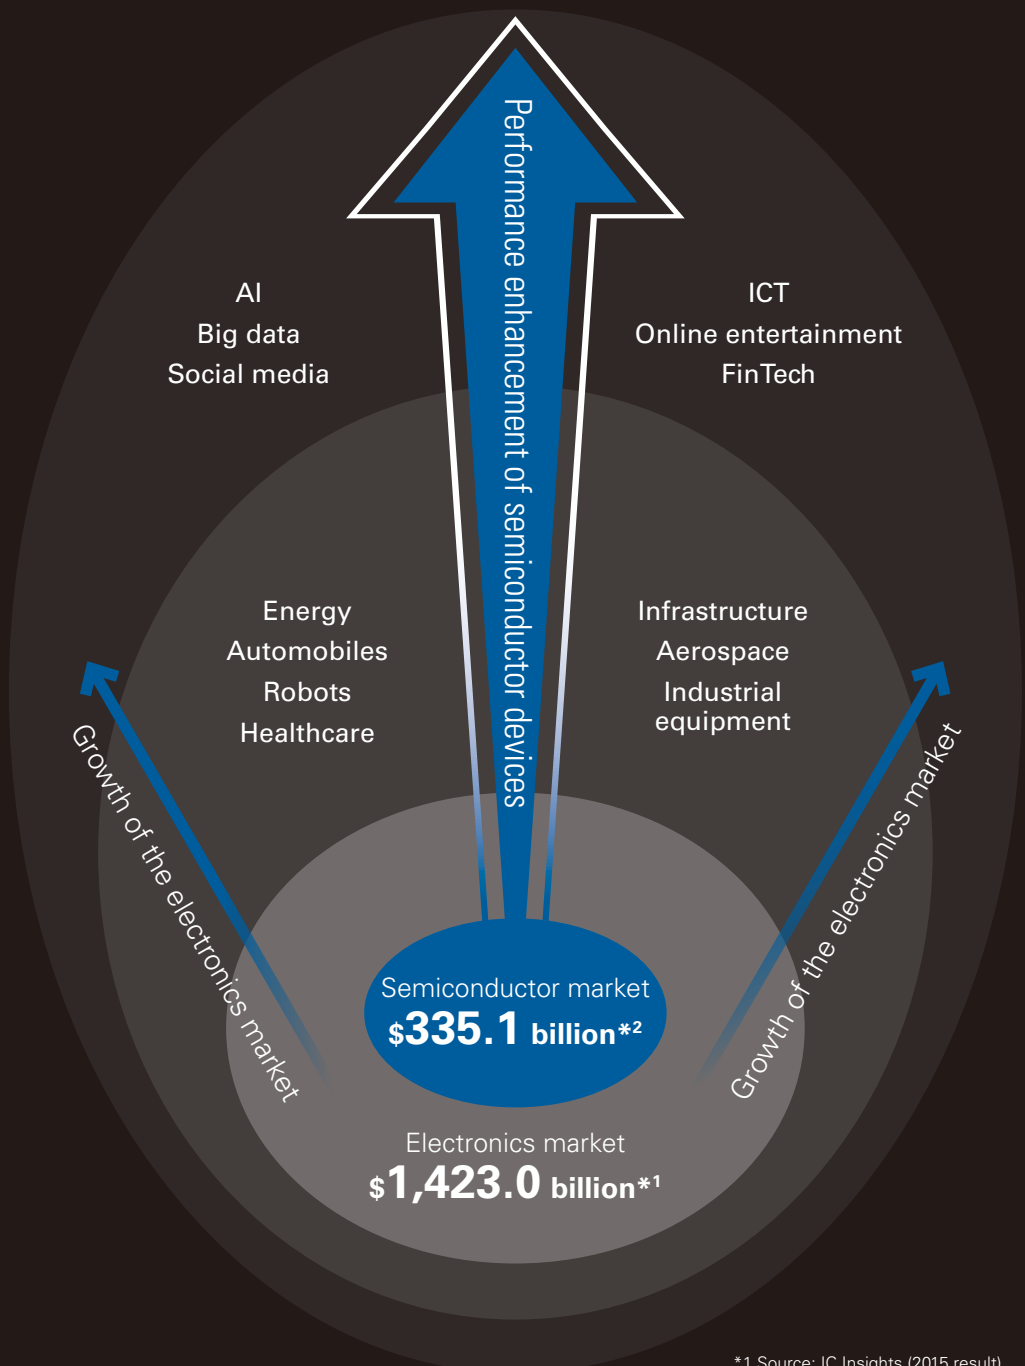 Performance enhancement of semiconductor devices
AI
Big data
Social media
ICT
Online entertainment
FinTech
Energy
Automobiles
Robots
Healthcare
Infrastructure
Aerospace
Industrial
equipment
Growth of the electronics market
Growth of the electronics market
Semiconductor market
$335.1 billion*2
Electronics market
$1,423.0 billion*1
*1 Source: IC Insights (2015 result)